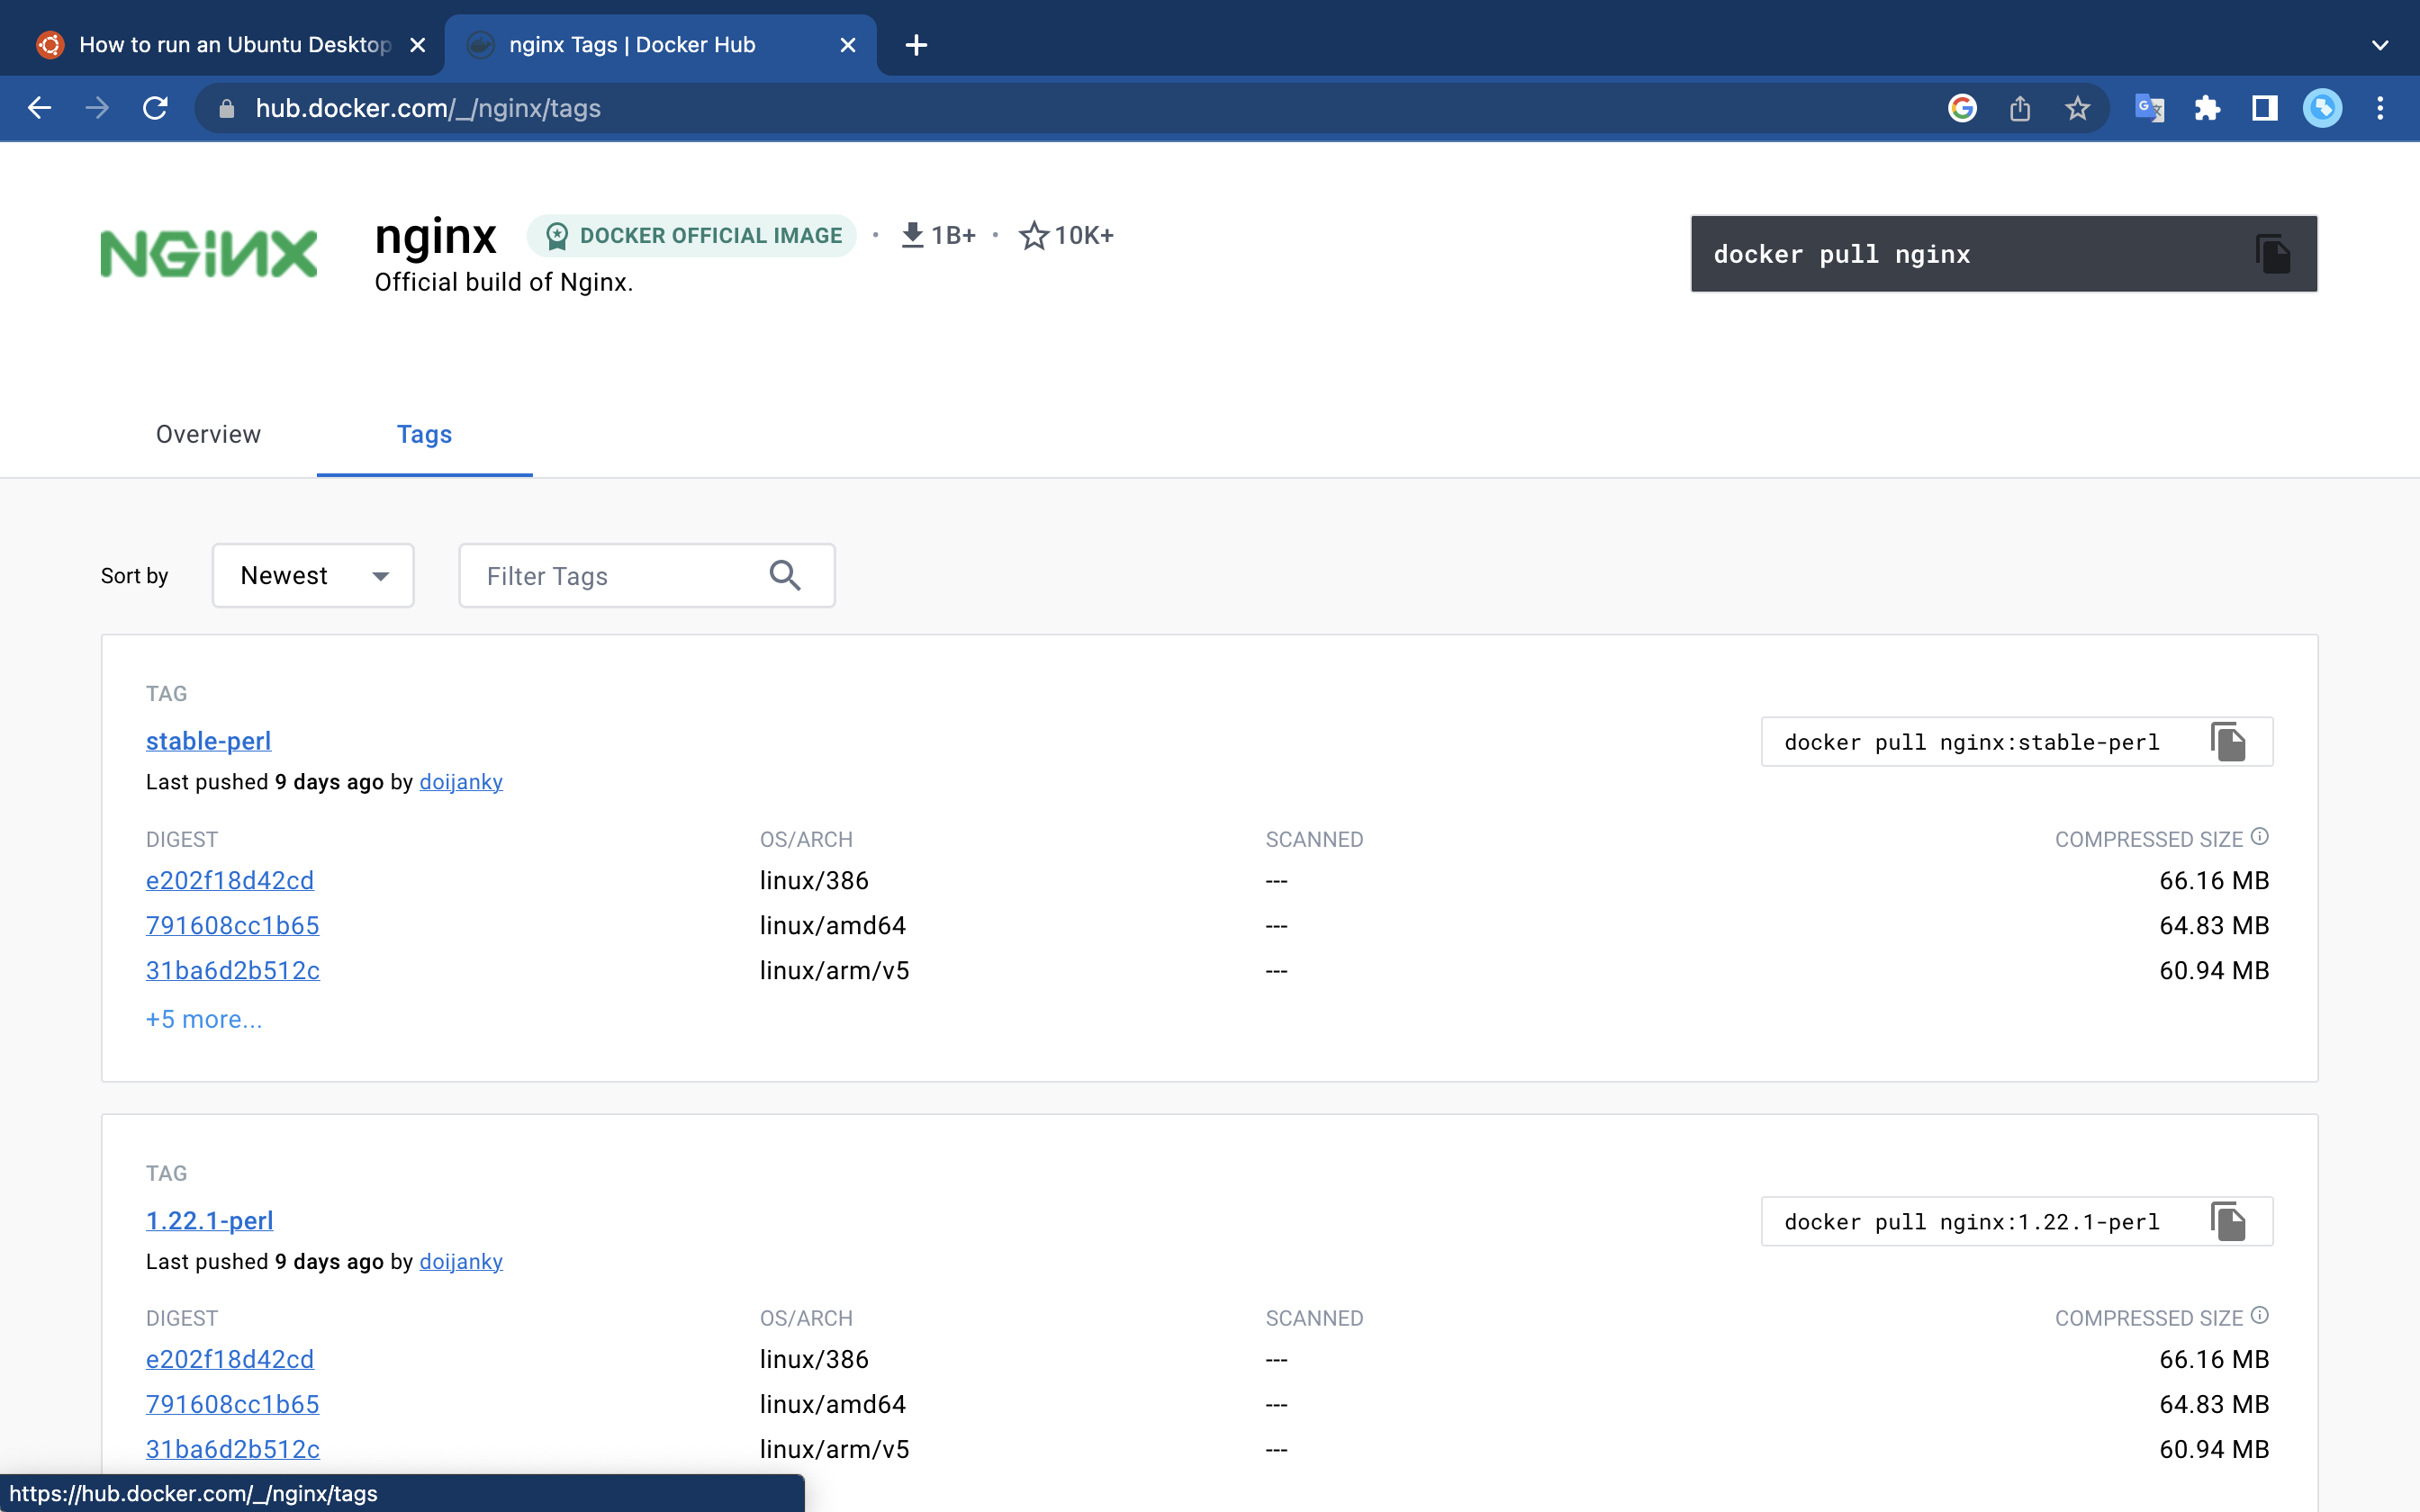 How to run an Ubuntu Desktop
nginx Tags | Docker Hub
hub.docker.com/_/nginx/tags
NGINX
nginx
DOCKER OFFICIAL IMAGE
· 1B+ · 10K+
Official build of Nginx.
docker pull nginx
Overview
Tags
Sort by
Newest
Filter Tags
TAG
stable-perl
docker pull nginx:stable-perl
Last pushed 9 days ago by doijanky
DIGEST OS/ARCH SCANNED COMPRESSED SIZE
e202f18d42cd linux/386 --- 66.16 MB
791608cc1b65 linux/amd64 --- 64.83 MB
31ba6d2b512c linux/arm/v5 --- 60.94 MB
+5 more...
TAG
1.22.1-perl
docker pull nginx:1.22.1-perl
Last pushed 9 days ago by doijanky
DIGEST OS/ARCH SCANNED COMPRESSED SIZE
e202f18d42cd linux/386 --- 66.16 MB
791608cc1b65 linux/amd64 --- 64.83 MB
31ba6d2b512c linux/arm/v5 --- 60.94 MB
https://hub.docker.com/_/nginx/tags